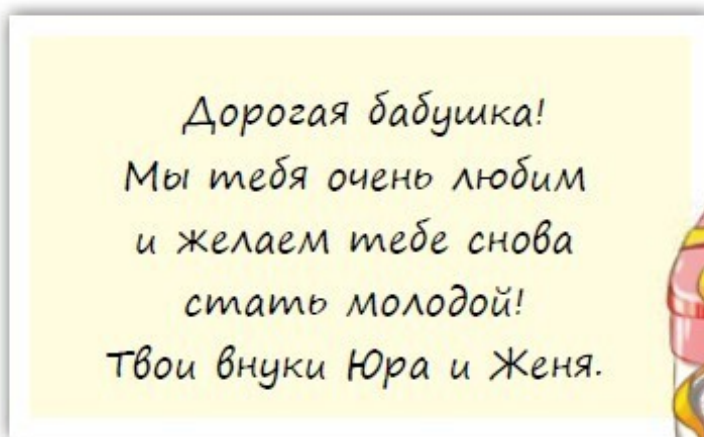 Дорогая бабушка!
Мы тебя очень любим
и желаем тебе снова
стать молодой!
Твои внуки Юра и Женя.